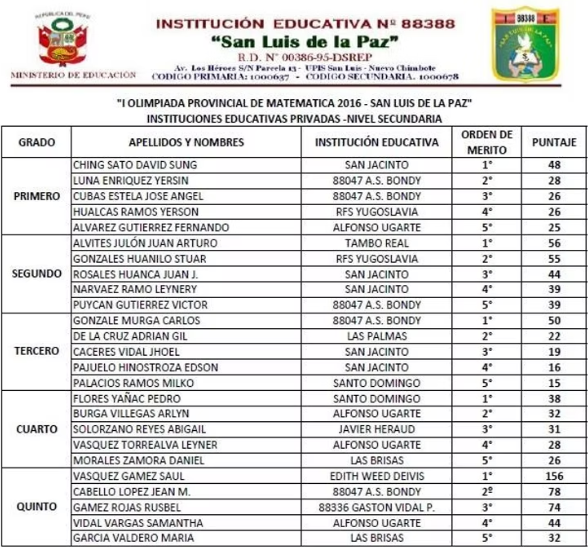 REPÚBLICA DEL PERÚ
MINISTERIO DE EDUCACIÓN
INSTITUCIÓN EDUCATIVA Nº 88388
“San Luis de la Paz”
R.D. Nº 00386-95-DSREP
Av. Los Héroes S/N Parcela 13 - UPIS San Luis - Nuevo Chimbote
CODIGO PRIMARIA: 1000637 - CODIGO SECUNDARIA. 1000678
I 88388 E
"I OLIMPIADA PROVINCIAL DE MATEMATICA 2016 - SAN LUIS DE LA PAZ"
INSTITUCIONES EDUCATIVAS PRIVADAS -NIVEL SECUNDARIA
GRADO APELLIDOS Y NOMBRES INSTITUCIÓN EDUCATIVA ORDEN DE MERITO PUNTAJE
PRIMERO
CHING SATO DAVID SUNG SAN JACINTO 1° 48
LUNA ENRIQUEZ YERSIN 88047 A.S. BONDY 2° 28
CUBAS ESTELA JOSE ANGEL 88047 A.S. BONDY 3° 26
HUALCAS RAMOS YERSON RFS YUGOSLAVIA 4° 26
ALVAREZ GUTIERREZ FERNANDO ALFONSO UGARTE 5° 25
SEGUNDO
ALVITES JULÓN JUAN ARTURO TAMBO REAL 1° 56
GONZALES HUANILO STUAR RFS YUGOSLAVIA 2° 55
ROSALES HUANCA JUAN J. SAN JACINTO 3° 44
NARVAEZ RAMO LEYNERY SAN JACINTO 4° 39
PUYCAN GUTIERREZ VICTOR 88047 A.S. BONDY 5° 39
TERCERO
GONZALE MURGA CARLOS 88047 A.S. BONDY 1° 50
DE LA CRUZ ADRIAN GIL LAS PALMAS 2° 22
CACERES VIDAL JHOEL SAN JACINTO 3° 19
PAJUELO HINOSTROZA EDSON SAN JACINTO 4° 16
PALACIOS RAMOS MILKO SANTO DOMINGO 5° 15
CUARTO
FLORES YAÑAC PEDRO SANTO DOMINGO 1° 38
BURGA VILLEGAS ARLYN ALFONSO UGARTE 2° 32
SOLORZANO REYES ABIGAIL JAVIER HERAUD 3° 31
VASQUEZ TORREALVA LEYNER ALFONSO UGARTE 4° 28
MORALES ZAMORA DANIEL LAS BRISAS 5° 26
QUINTO
VASQUEZ GAMEZ SAUL EDITH WEED DEIVIS 1° 156
CABELLO LOPEZ JEAN M. 88047 A.S. BONDY 2º 78
GAMEZ ROJAS RUSBEL 88336 GASTON VIDAL P. 3° 74
VIDAL VARGAS SAMANTHA ALFONSO UGARTE 4° 44
GARCIA VALDERO MARIA LAS BRISAS 5° 32